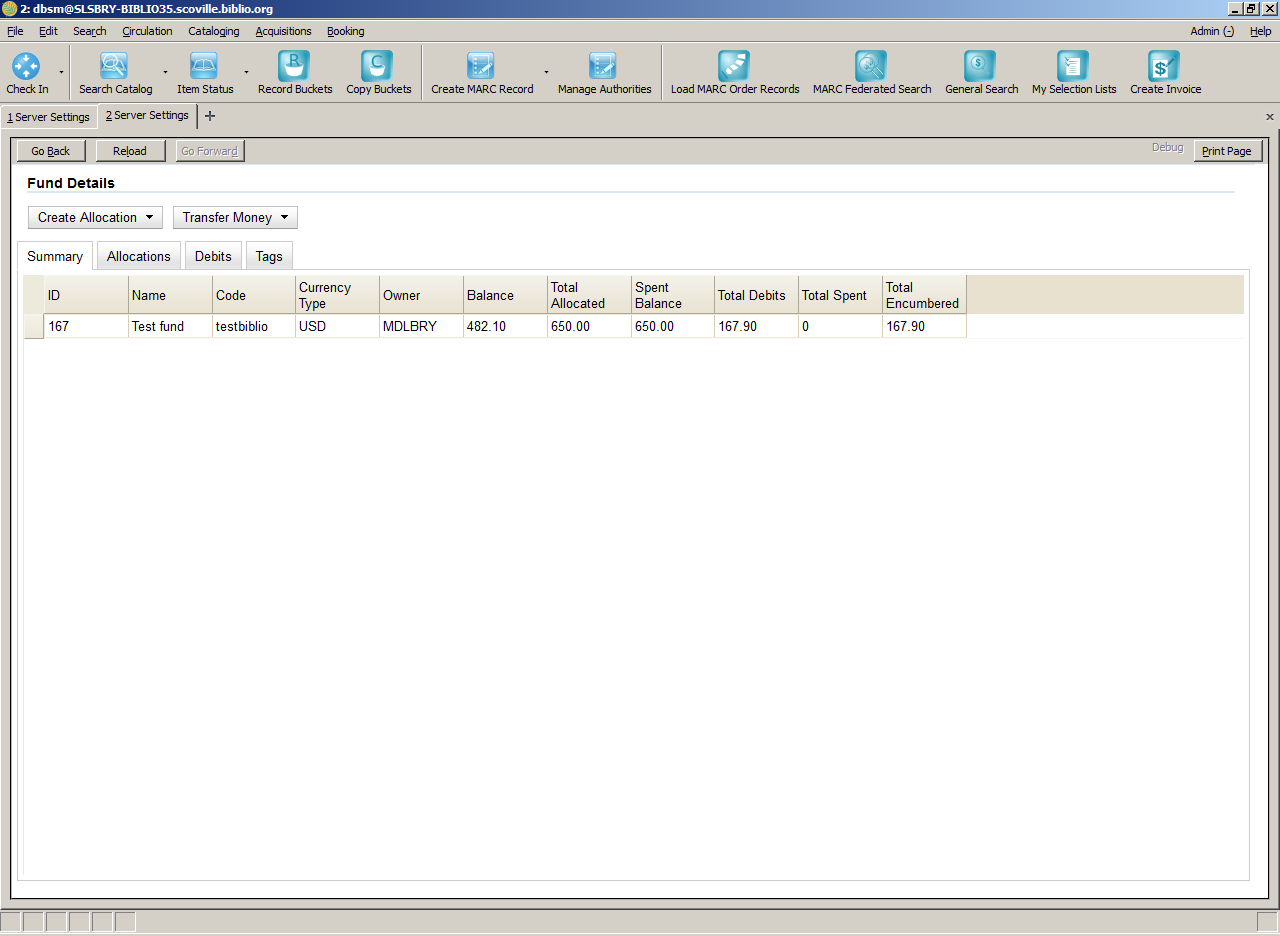 2: dbsm@SLSBRY-BIBLIO35.scoville.biblio.org
File Edit Search Circulation Cataloging Acquisitions Booking Admin (-) Help
Check In Search Catalog Item Status Record Buckets Copy Buckets Create MARC Record Manage Authorities Load MARC Order Records MARC Federated Search General Search My Selection Lists Create Invoice
1 Server Settings 2 Server Settings
Go Back Reload Go Forward Debug Print Page
Fund Details
Create Allocation Transfer Money
Summary Allocations Debits Tags
ID Name Code Currency Type Owner Balance Total Allocated Spent Balance Total Debits Total Spent Total Encumbered
167 Test fund testbiblio USD MDLBRY 482.10 650.00 650.00 167.90 0 167.90